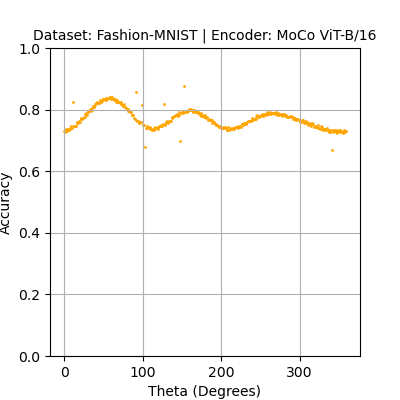 Dataset: Fashion-MNIST | Encoder: MoCo ViT-B/16
1.0
0.8
0.6
0.4
0.2
0.0
Accuracy
0 100 200 300
Theta (Degrees)